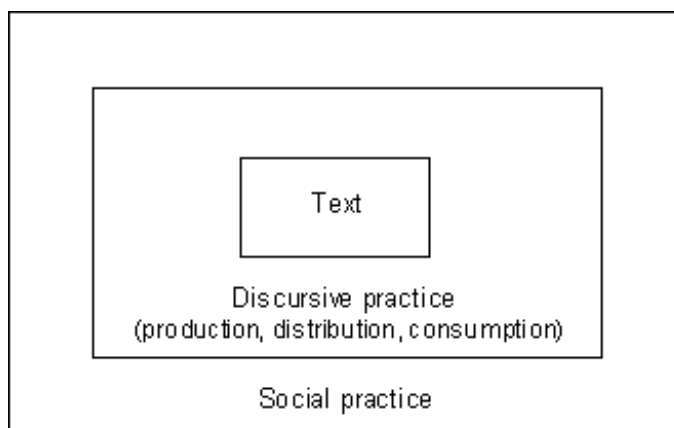 Text
Discursive practice
(production, distribution, consumption)
Social practice